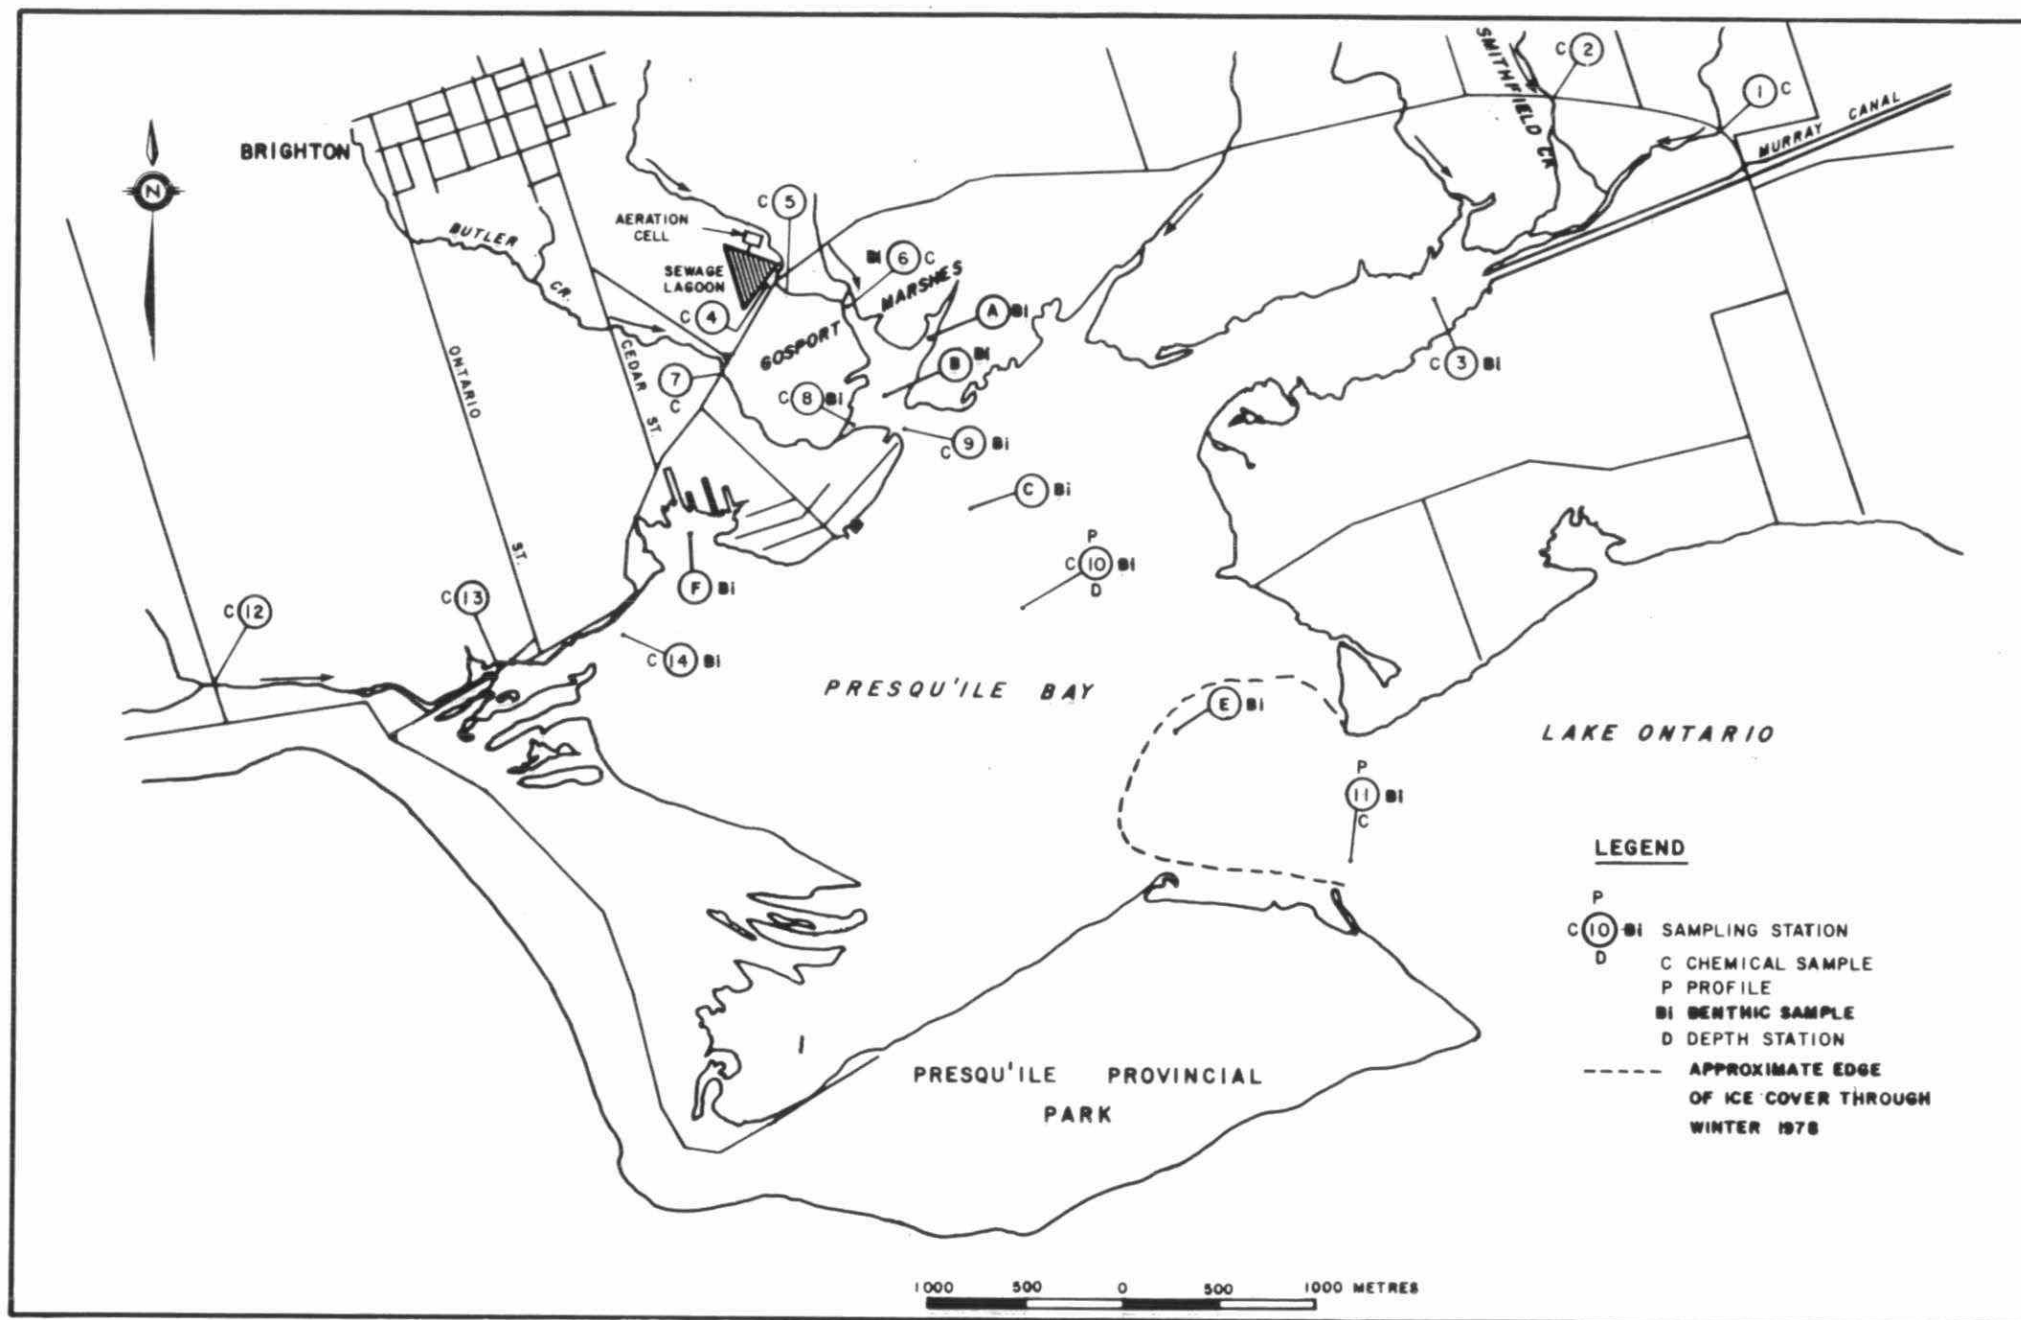 SMITHFIELD CR
C 2
1 C
MURRAY CANAL
BRIGHTON
N
BUTLER
CR.
AERATION
CELL
SEWAGE
LAGOON
C 5
Bi 6 C
C 4
GOSPORT MARSHES
A Bi
B Bi
C 3 Bi
ONTARIO
ST.
CEDAR
ST.
7
C
C 8 Bi
C 9 Bi
C Bi
P
C 10 Bi
D
F Bi
C 12
C 13
C 14 Bi
PRESQU'ILE BAY
E Bi
LAKE ONTARIO
P
11 Bi
C
LEGEND
P
C 10 Bi SAMPLING STATION
D
C CHEMICAL SAMPLE
P PROFILE
Bi BENTHIC SAMPLE
D DEPTH STATION
----- APPROXIMATE EDGE
OF ICE COVER THROUGH
WINTER 1978
PRESQU'ILE PROVINCIAL
PARK
1000 500 0 500 1000 METRES